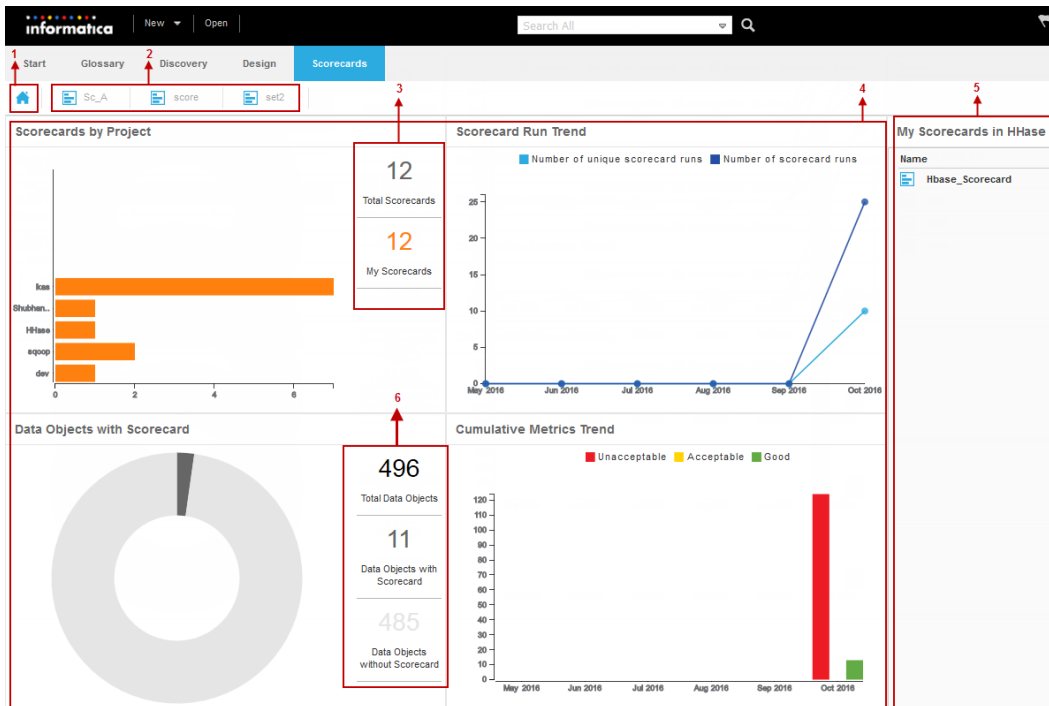 informatica
New
Open
Search All
1
2
Start
Glossary
Discovery
Design
Scorecards
Sc_A
score
set2
3
4
5
Scorecards by Project
12
Total Scorecards
12
My Scorecards
lkas
Shubhan...
HHase
sqoop
dev
0
2
4
6
Scorecard Run Trend
Number of unique scorecard runs
Number of scorecard runs
25
20
15
10
5
0
May 2016
Jun 2016
Jul 2016
Aug 2016
Sep 2016
Oct 2016
My Scorecards in HHase
Name
Hbase_Scorecard
6
Data Objects with Scorecard
496
Total Data Objects
11
Data Objects with
Scorecard
485
Data Objects
without Scorecard
Cumulative Metrics Trend
Unacceptable
Acceptable
Good
120
110
100
90
80
70
60
50
40
30
20
10
0
May 2016
Jun 2016
Jul 2016
Aug 2016
Sep 2016
Oct 2016